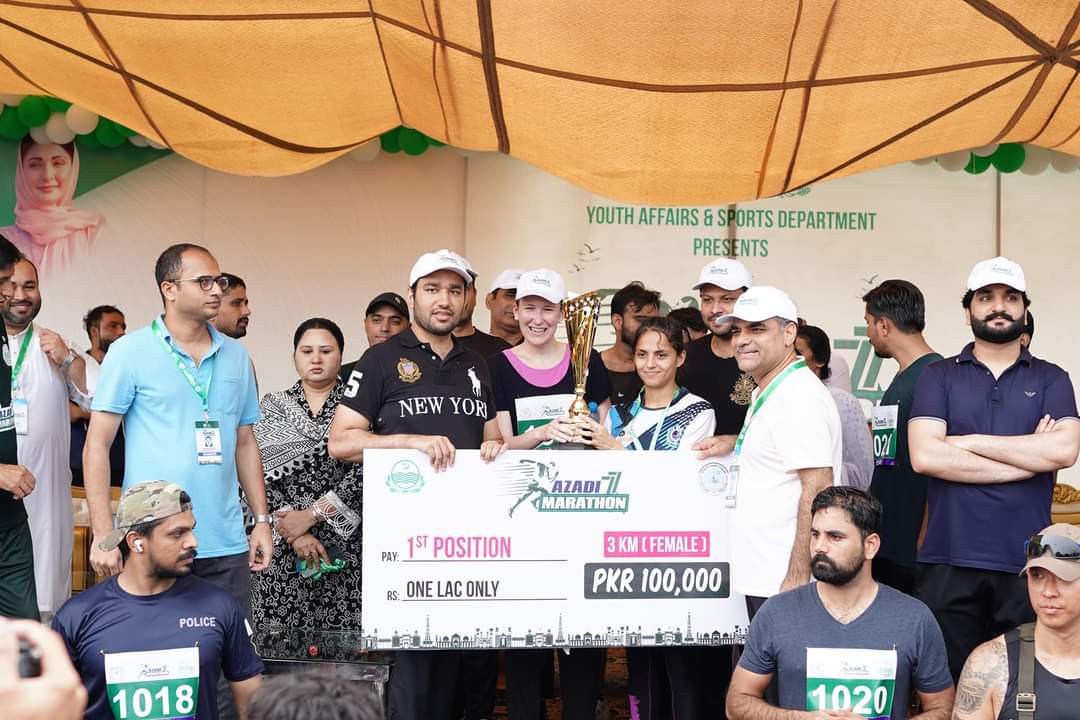 YOUTH AFFAIRS & SPORTS DEPARTMENT
PRESENTS
5
NEW YORK
AZADI 77
MARATHON
PAY: 1ST POSITION
3 KM ( FEMALE )
RS: ONE LAC ONLY
PKR 100,000
POLICE
1018
1020